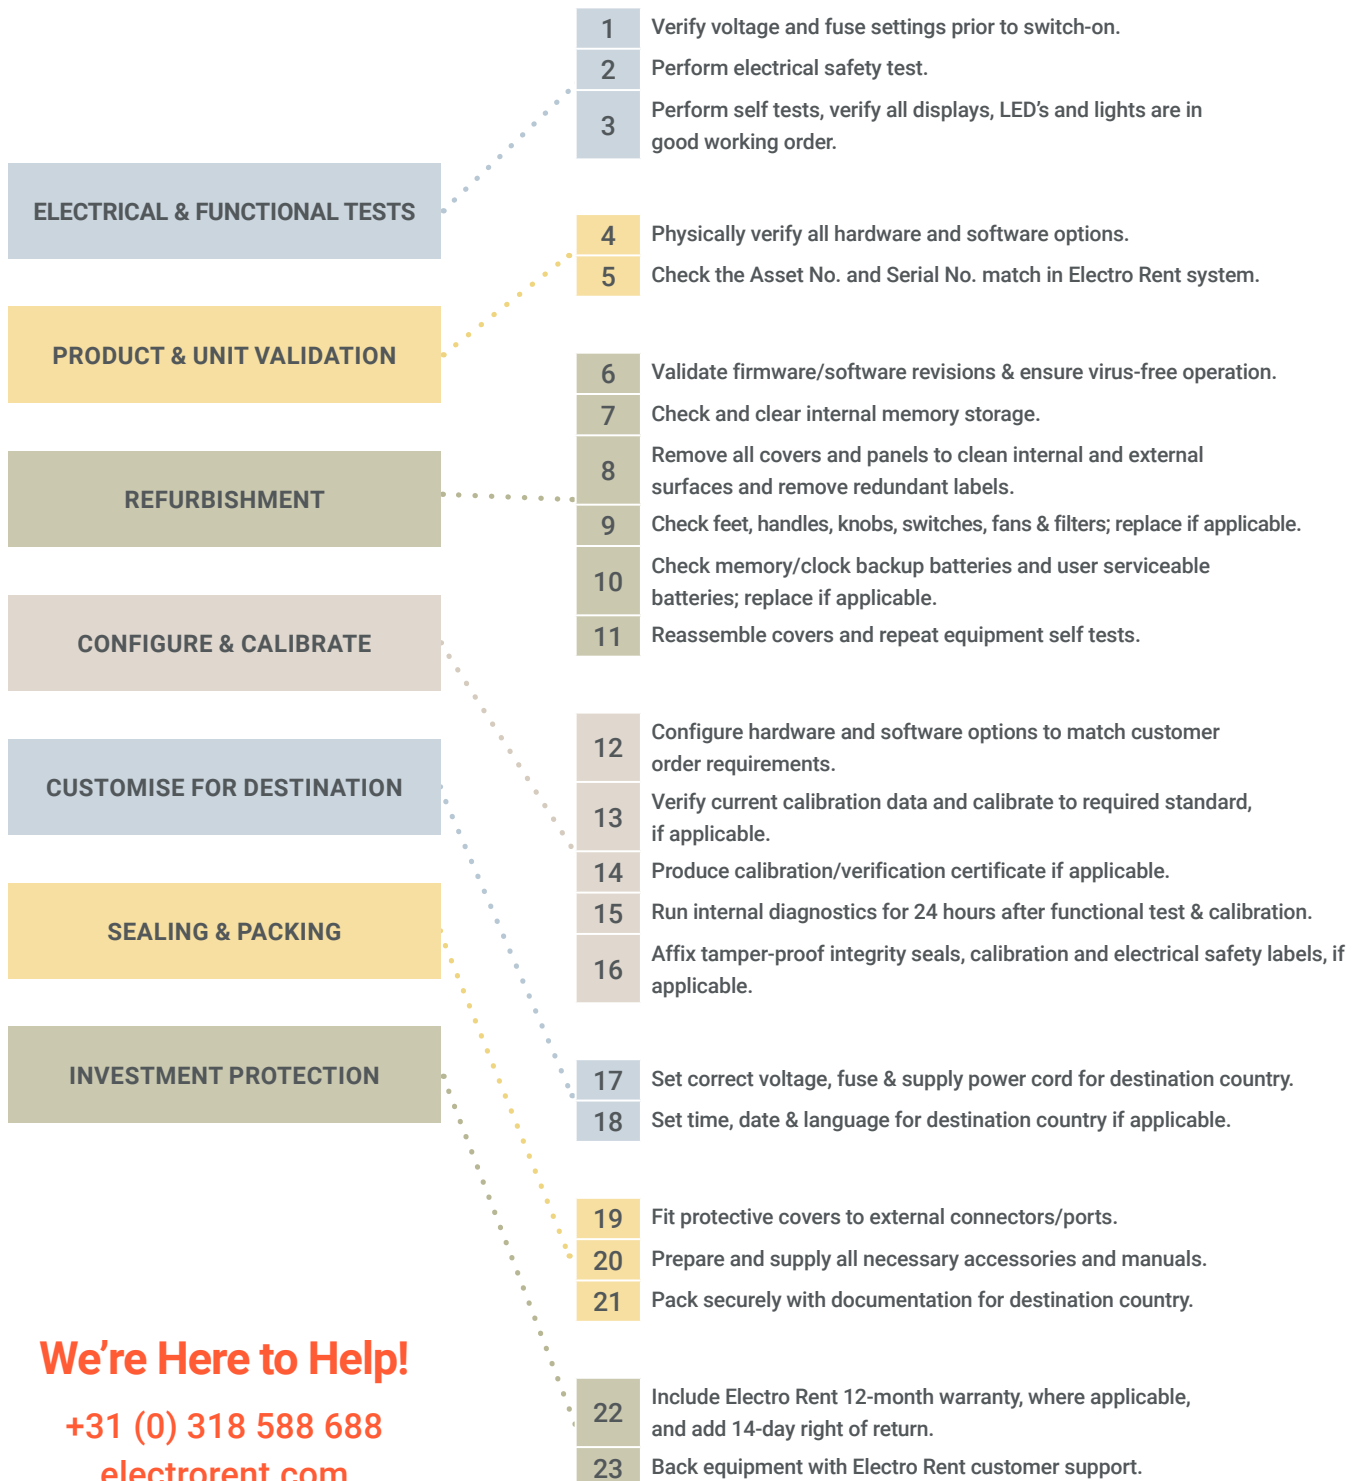 ELECTRICAL & FUNCTIONAL TESTS
1 Verify voltage and fuse settings prior to switch-on.
2 Perform electrical safety test.
3 Perform self tests, verify all displays, LED's and lights are in
good working order.
PRODUCT & UNIT VALIDATION
4 Physically verify all hardware and software options.
5 Check the Asset No. and Serial No. match in Electro Rent system.
REFURBISHMENT
6 Validate firmware/software revisions & ensure virus-free operation.
7 Check and clear internal memory storage.
8 Remove all covers and panels to clean internal and external
surfaces and remove redundant labels.
9 Check feet, handles, knobs, switches, fans & filters; replace if applicable.
10 Check memory/clock backup batteries and user serviceable
batteries; replace if applicable.
11 Reassemble covers and repeat equipment self tests.
CONFIGURE & CALIBRATE
12 Configure hardware and software options to match customer
order requirements.
13 Verify current calibration data and calibrate to required standard,
if applicable.
14 Produce calibration/verification certificate if applicable.
15 Run internal diagnostics for 24 hours after functional test & calibration.
16 Affix tamper-proof integrity seals, calibration and electrical safety labels, if
applicable.
CUSTOMISE FOR DESTINATION
17 Set correct voltage, fuse & supply power cord for destination country.
18 Set time, date & language for destination country if applicable.
SEALING & PACKING
19 Fit protective covers to external connectors/ports.
20 Prepare and supply all necessary accessories and manuals.
21 Pack securely with documentation for destination country.
INVESTMENT PROTECTION
22 Include Electro Rent 12-month warranty, where applicable,
and add 14-day right of return.
23 Back equipment with Electro Rent customer support.
We're Here to Help!
+31 (0) 318 588 688
electrorent.com